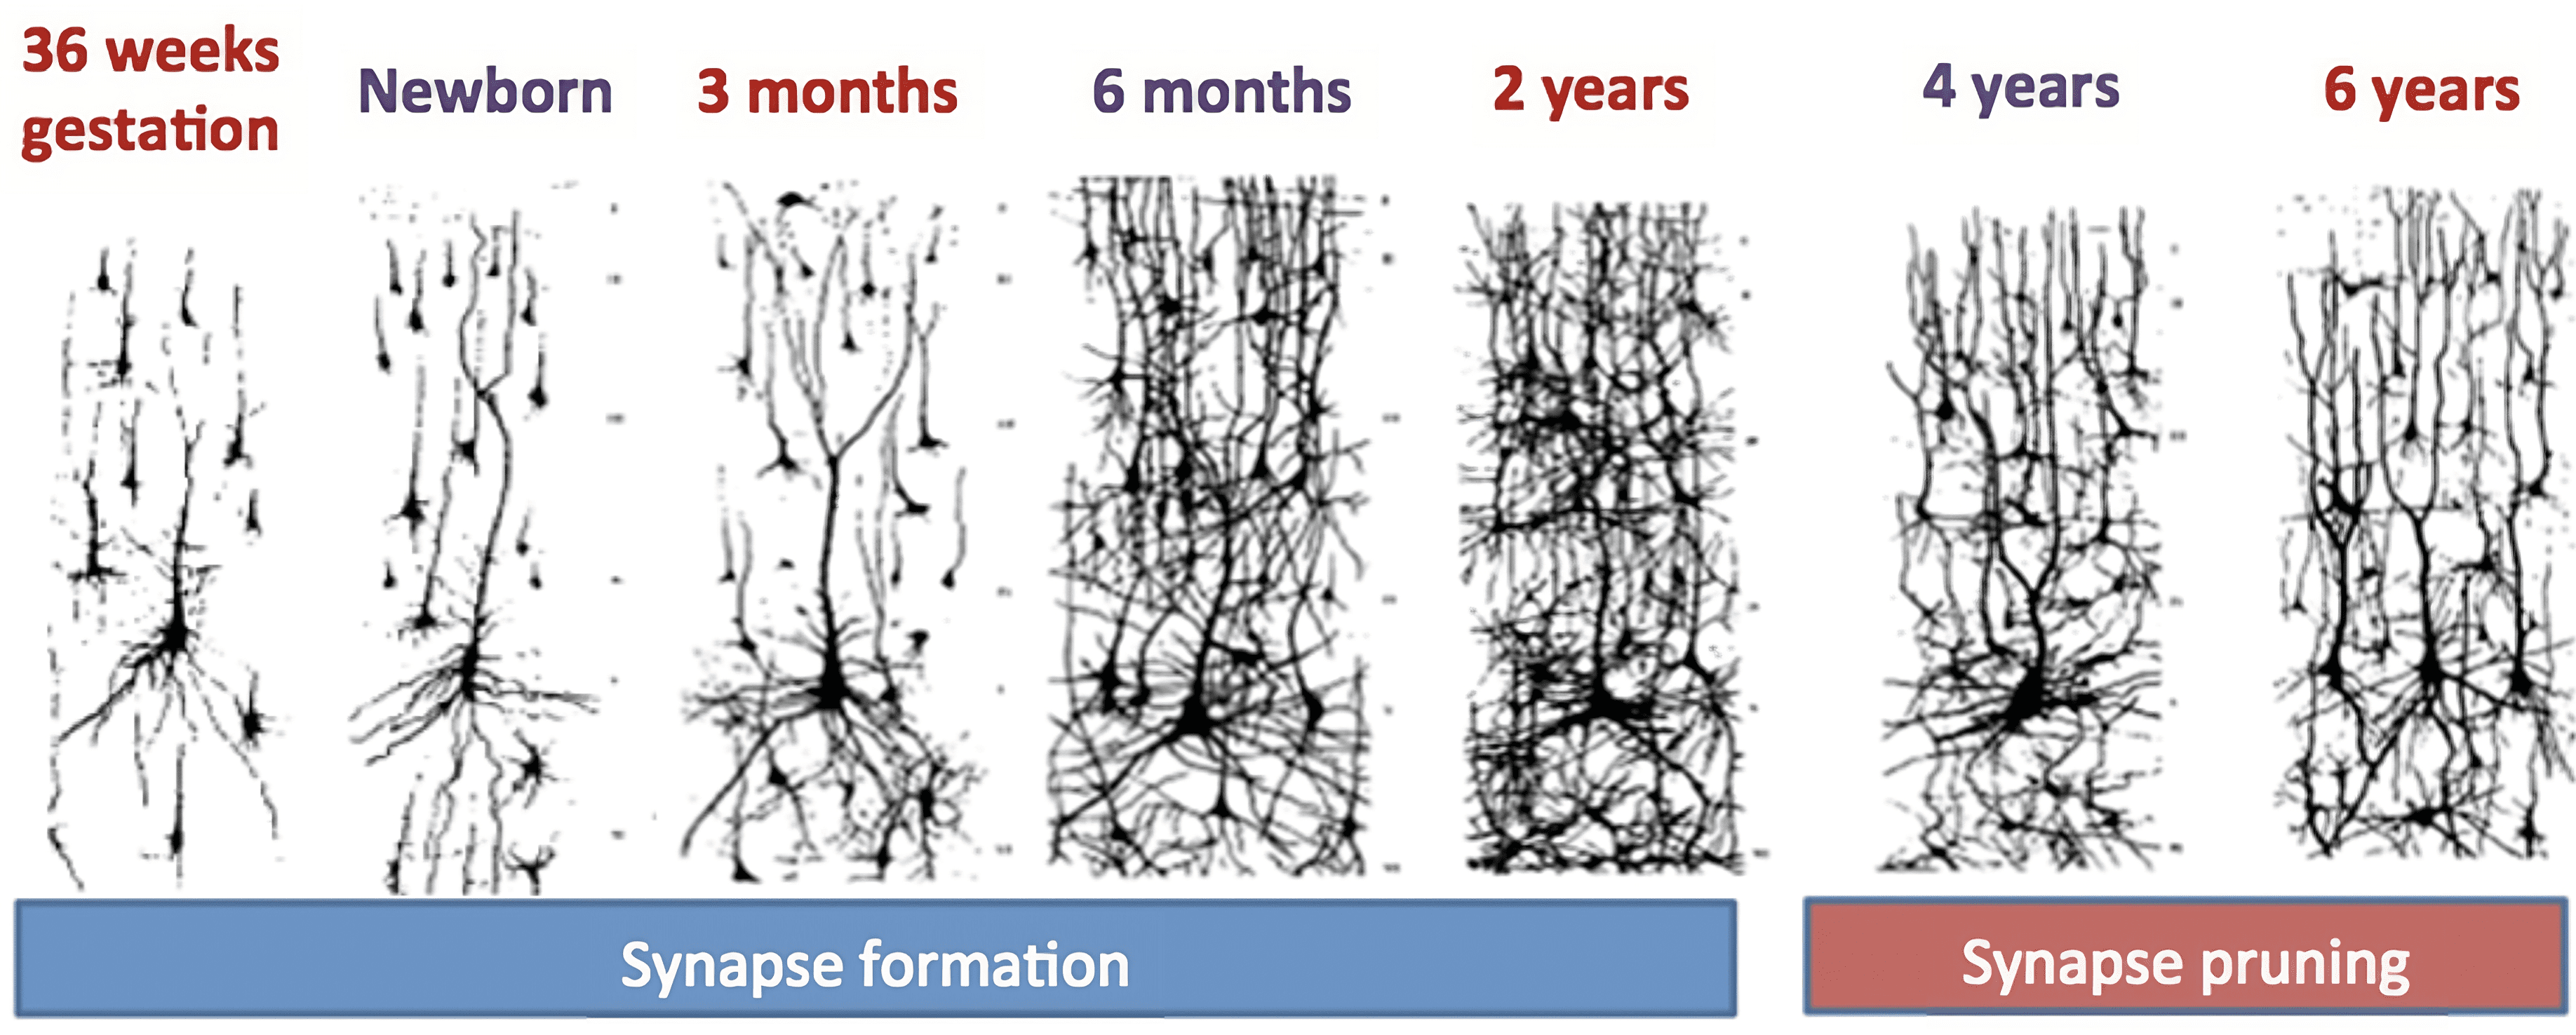 36 weeks
gestation
Newborn
3 months
6 months
2 years
4 years
6 years
Synapse formation
Synapse pruning